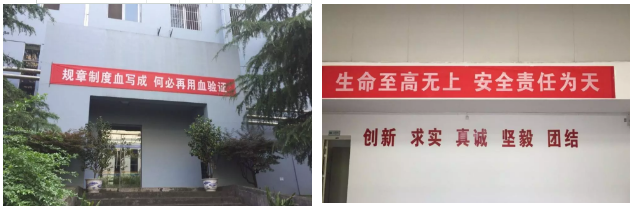 规章制度血写成 何必再用血验证
生命至高无上 安全责任为天
创新 求实 真诚 坚毅 团结